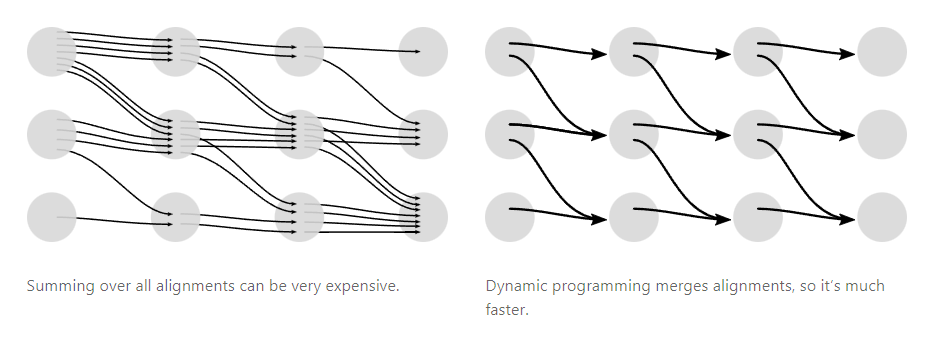 Summing over all alignments can be very expensive.
Dynamic programming merges alignments, so it’s much
faster.